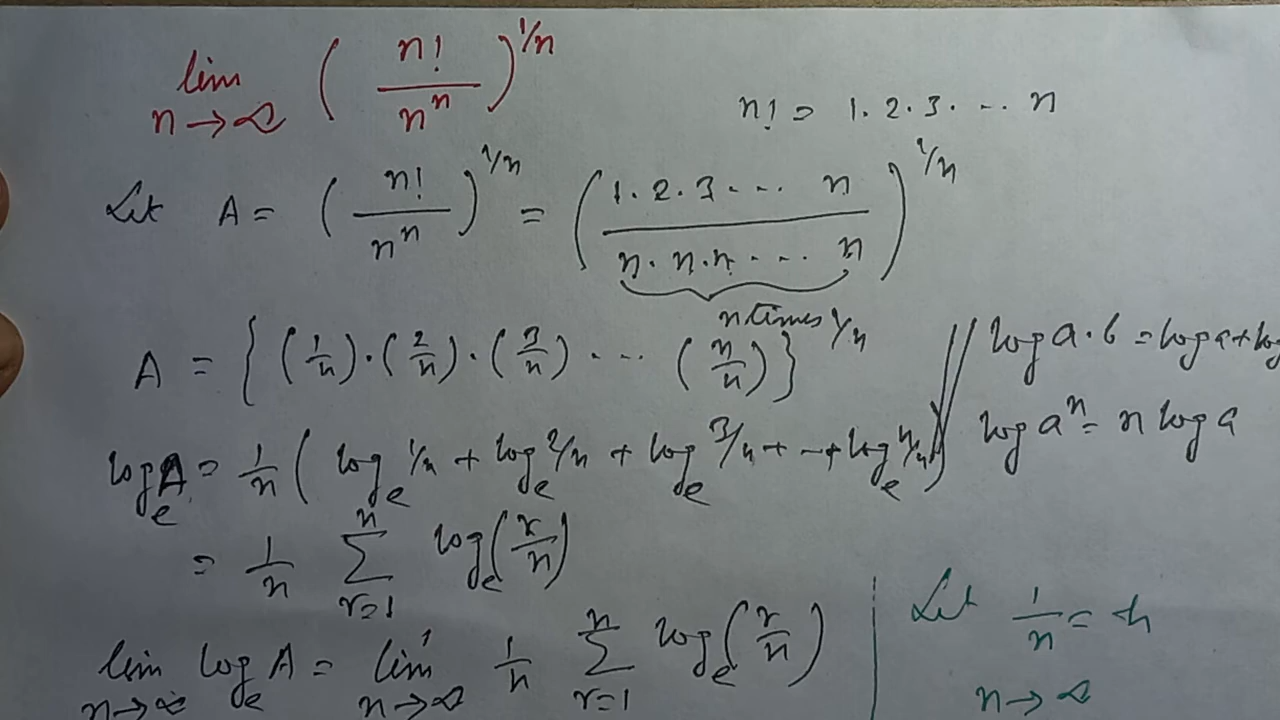 lim n→∞ ( n! / n^n )^1/n
n! = 1·2·3· ... n
Let A = ( n! / n^n )^1/n = ( 1·2·3 ... n / n·n·n· ... n )^1/n
n times
A = { (1/n)·(2/n)·(3/n) · ... (n/n) }^1/n // log a·b = log a + log
log_e A = 1/n ( log_e 1/n + log_e 2/n + log_e 3/n + ... + log_e n/n ) // log a^n = n log a
= 1/n ∑_{r=1}^{n} log_e (r/n)
lim n→∞ log_e A = lim n→∞ 1/n ∑_{r=1}^{n} log_e (r/n)
Let 1/n = h
n→∞